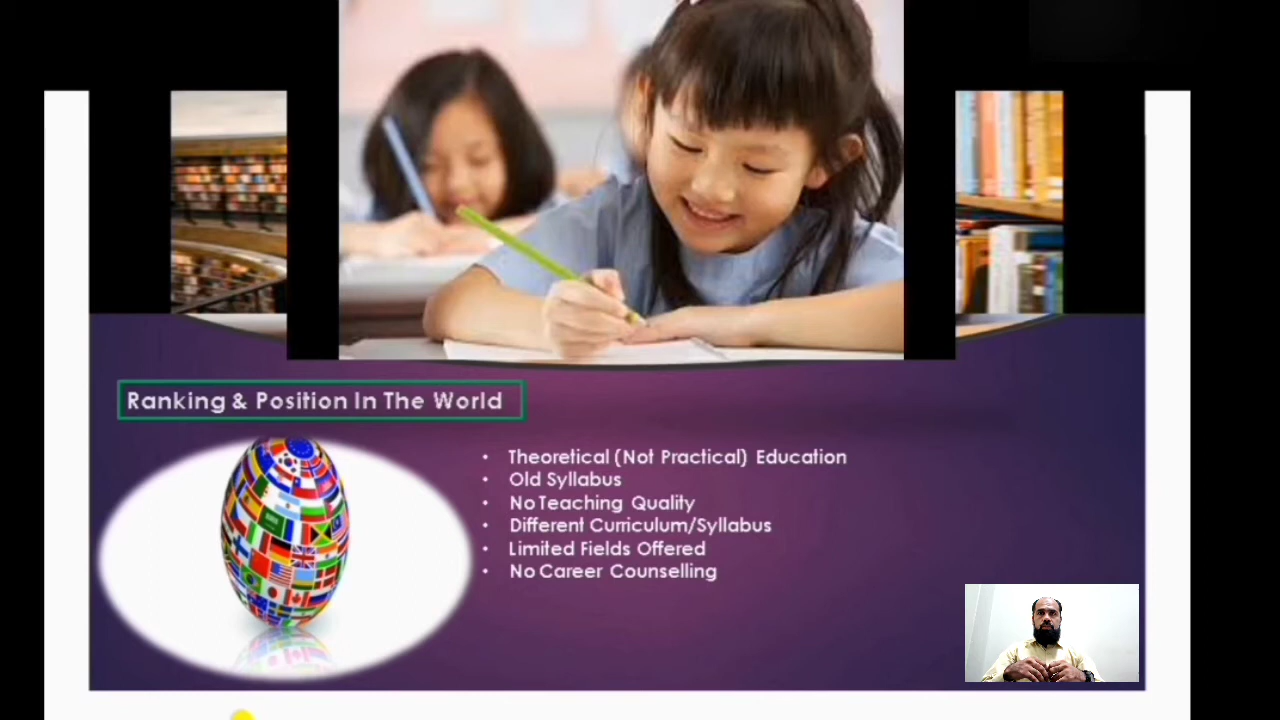 Ranking & Position In The World
• Theoretical (Not Practical) Education
• Old Syllabus
• No Teaching Quality
• Different Curriculum/Syllabus
• Limited Fields Offered
• No Career Counselling